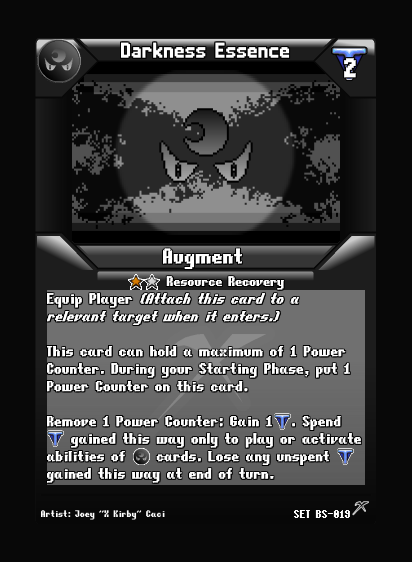 Darkness Essence
2
Augment
Resource Recovery
Equip Player (Attach this card to a
relevant target when it enters.)
This card can hold a maximum of 1 Power
Counter. During your Starting Phase, put 1
Power Counter on this card.
Remove 1 Power Counter: Gain 1 . Spend
gained this way only to play or activate
abilities of cards. Lose any unspent
gained this way at end of turn.
Artist: Joey "X Kirby" Caci
SET BS-019